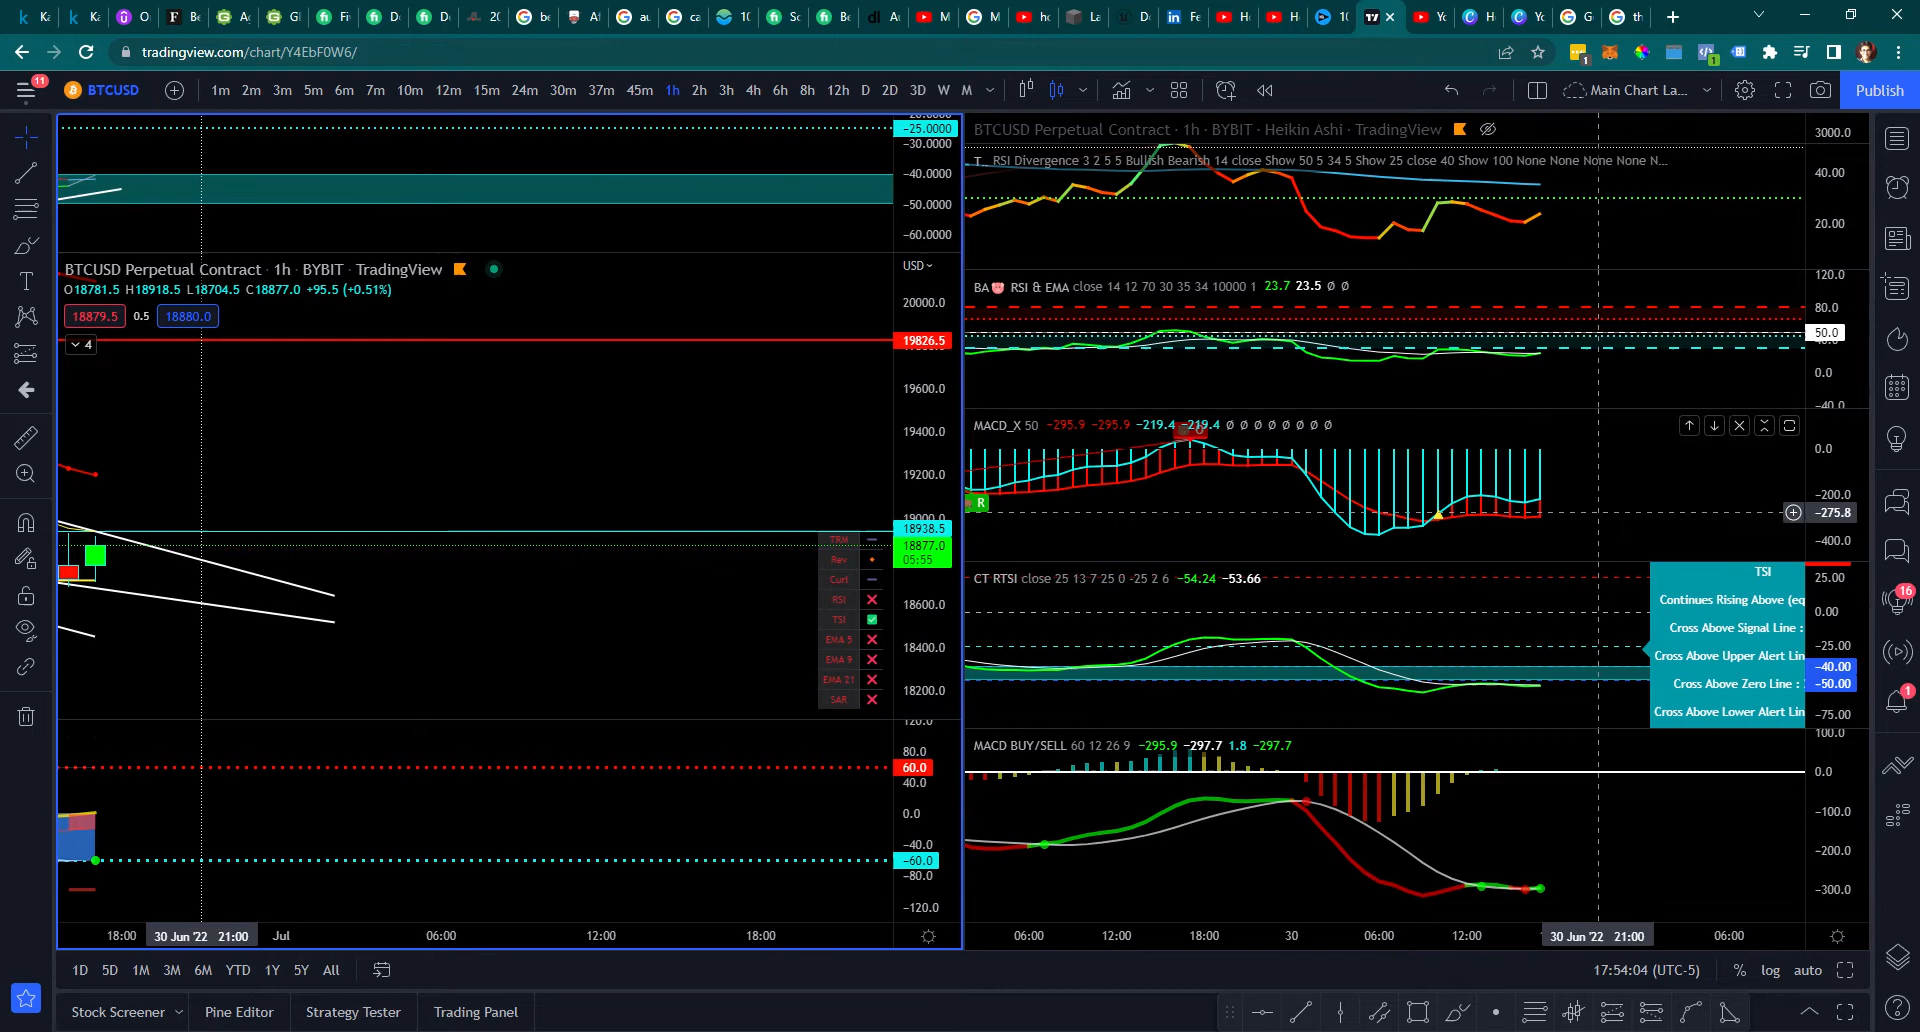 tradingview.com/chart/Y4EbF0W6/
11
BTCUSD
1m 2m 3m 5m 6m 7m 10m 12m 15m 24m 30m 37m 45m 1h 2h 3h 4h 6h 8h 12h D 2D 3D W M
Main Chart La...
Publish
−25.0000
−30.0000
−40.0000
−50.0000
−60.0000
BTCUSD Perpetual Contract · 1h · BYBIT · TradingView
O18781.5 H18918.5 L18704.5 C18877.0 +95.5 (+0.51%)
18879.5 0.5 18880.0
4
USD
20000.0
19826.5
19600.0
19400.0
19200.0
19000.0
18938.5
18877.0
05:55
18600.0
18400.0
18200.0
TRM
Rev
Curl
RSI
TSI
EMA 5
EMA 9
EMA 21
SAR
120.0
80.0
60.0
40.0
0.0
−40.0
−60.0
−80.0
−120.0
18:00 30 Jun '22 21:00 Jul 06:00 12:00 18:00
BTCUSD Perpetual Contract · 1h · BYBIT · Heikin Ashi · TradingView
T... RSI Divergence 3 2 5 5 Bullish Bearish 14 close Show 50 5 34 5 Show 25 close 40 Show 100 None None None None N...
3000.0
40.00
20.00
BA RSI & EMA close 14 12 70 30 35 34 10000 1 23.7 23.5 Ø Ø
120.0
80.0
50.0
0.0
−40.0
MACD_X 50 −295.9 −295.9 −219.4 −219.4 Ø Ø Ø Ø Ø Ø Ø Ø
R
0.0
−200.0
−275.8
−400.0
CT RTSI close 25 13 7 25 0 -25 2 6 −54.24 −53.66
TSI
Continues Rising Above (eq
Cross Above Signal Line :
Cross Above Upper Alert Lin
Cross Above Zero Line :
Cross Above Lower Alert Lin
25.00
0.00
−25.00
−40.00
−50.00
−75.00
MACD BUY/SELL 60 12 26 9 −295.9 −297.7 1.8 −297.7
100.0
0.0
−100.0
−200.0
−300.0
06:00 12:00 18:00 30 06:00 12:00 30 Jun '22 21:00 06:00
16
1
1D 5D 1M 3M 6M YTD 1Y 5Y All
17:54:04 (UTC-5) % log auto
Stock Screener Pine Editor Strategy Tester Trading Panel